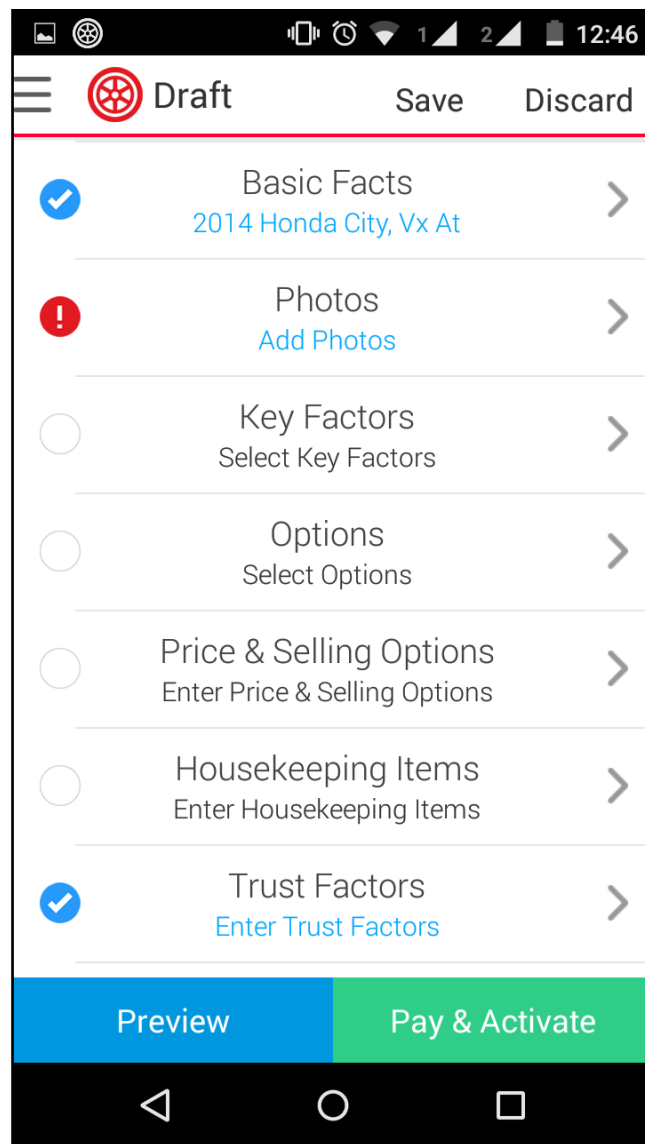 1 2 12:46
Draft Save Discard
Basic Facts
2014 Honda City, Vx At
Photos
Add Photos
Key Factors
Select Key Factors
Options
Select Options
Price & Selling Options
Enter Price & Selling Options
Housekeeping Items
Enter Housekeeping Items
Trust Factors
Enter Trust Factors
Preview Pay & Activate